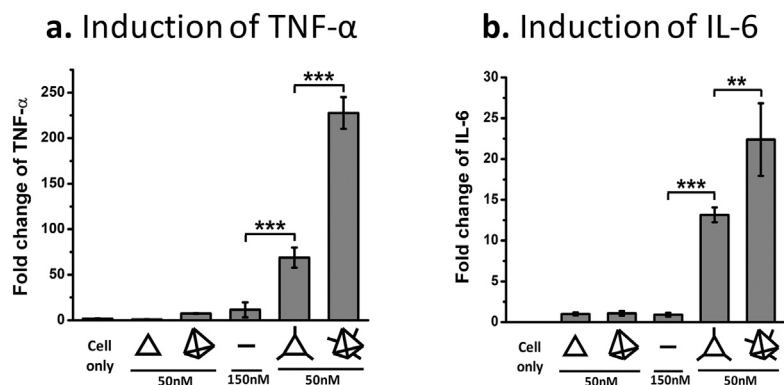 a. Induction of TNF-α
Fold change of TNF-α
250
200
150
100
50
0
***
***
Cell
only
50nM
150nM
50nM
b. Induction of IL-6
Fold change of IL-6
30
25
20
15
10
5
0
***
**
Cell
only
50nM
150nM
50nM